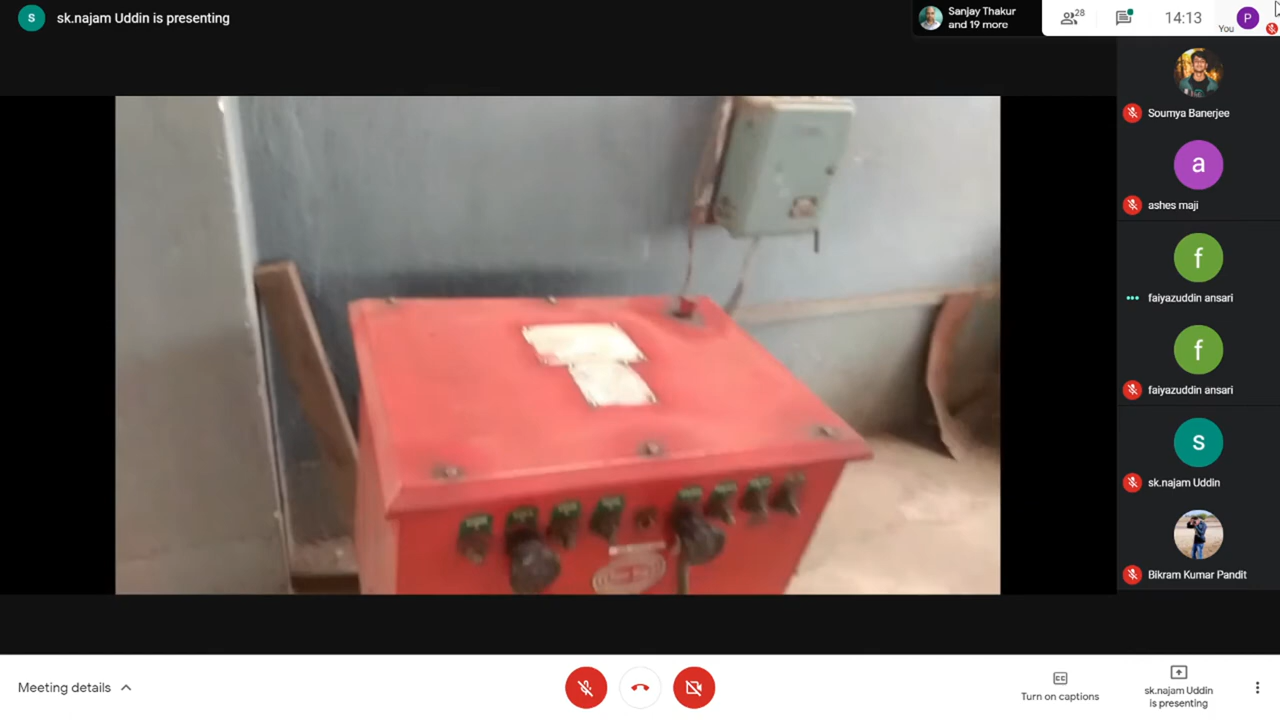 s
sk.najam Uddin is presenting
Sanjay Thakur
and 19 more
28
14:13
You
P
Soumya Banerjee
a
ashes maji
f
faiyazuddin ansari
f
faiyazuddin ansari
s
sk.najam Uddin
Bikram Kumar Pandit
Meeting details
CC
Turn on captions
sk.najam Uddin
is presenting